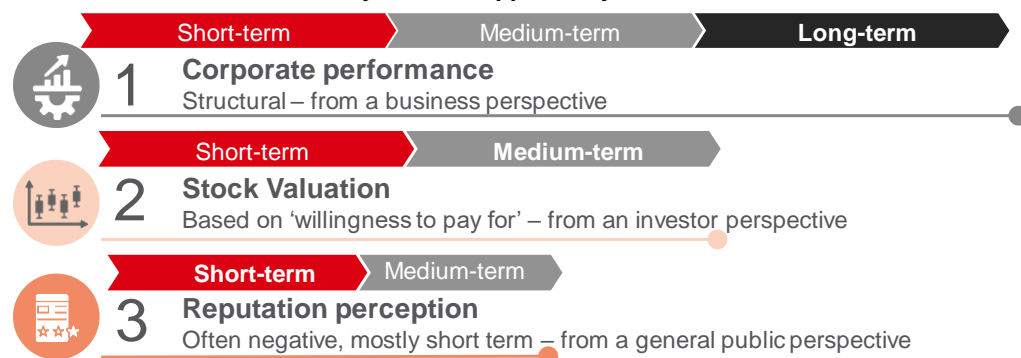 Short-term Medium-term Long-term
1 Corporate performance
Structural – from a business perspective
Short-term Medium-term
2 Stock Valuation
Based on ‘willingness to pay for’ – from an investor perspective
Short-term Medium-term
3 Reputation perception
Often negative, mostly short term – from a general public perspective